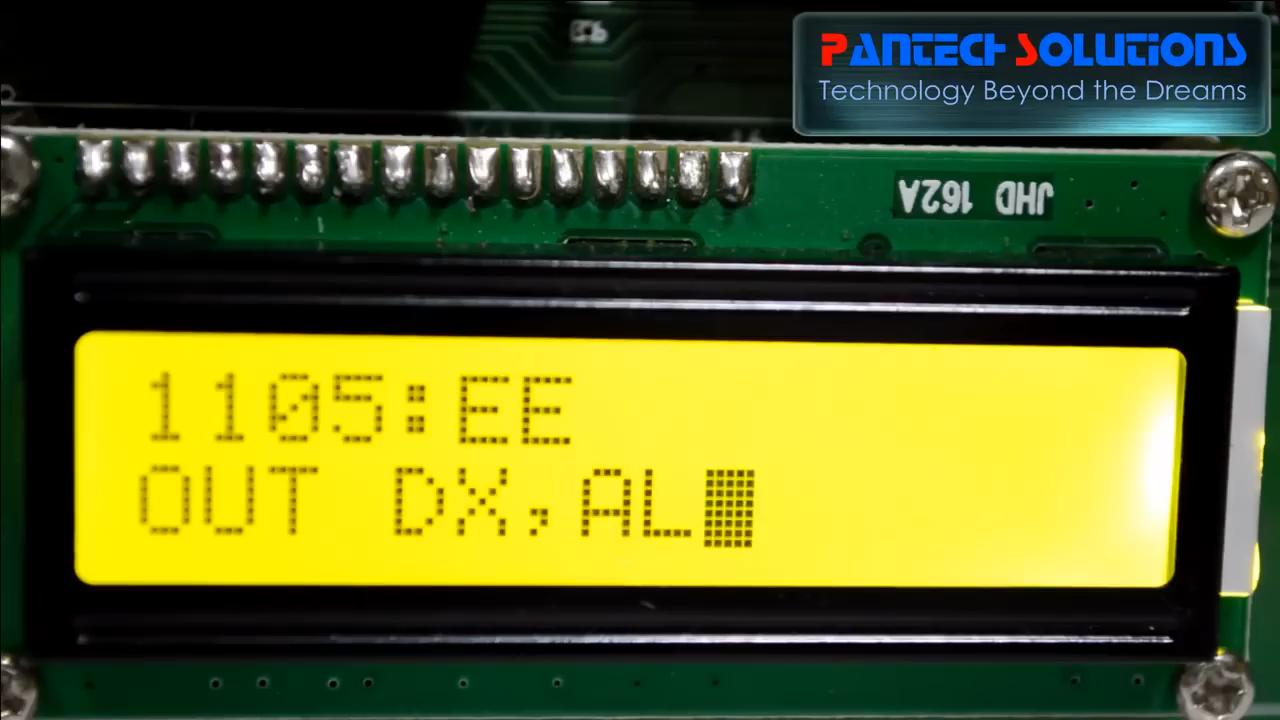 PANTECH SOLUTIONS
Technology Beyond the Dreams
JHD 162A
1105:EE
OUT DX,AL